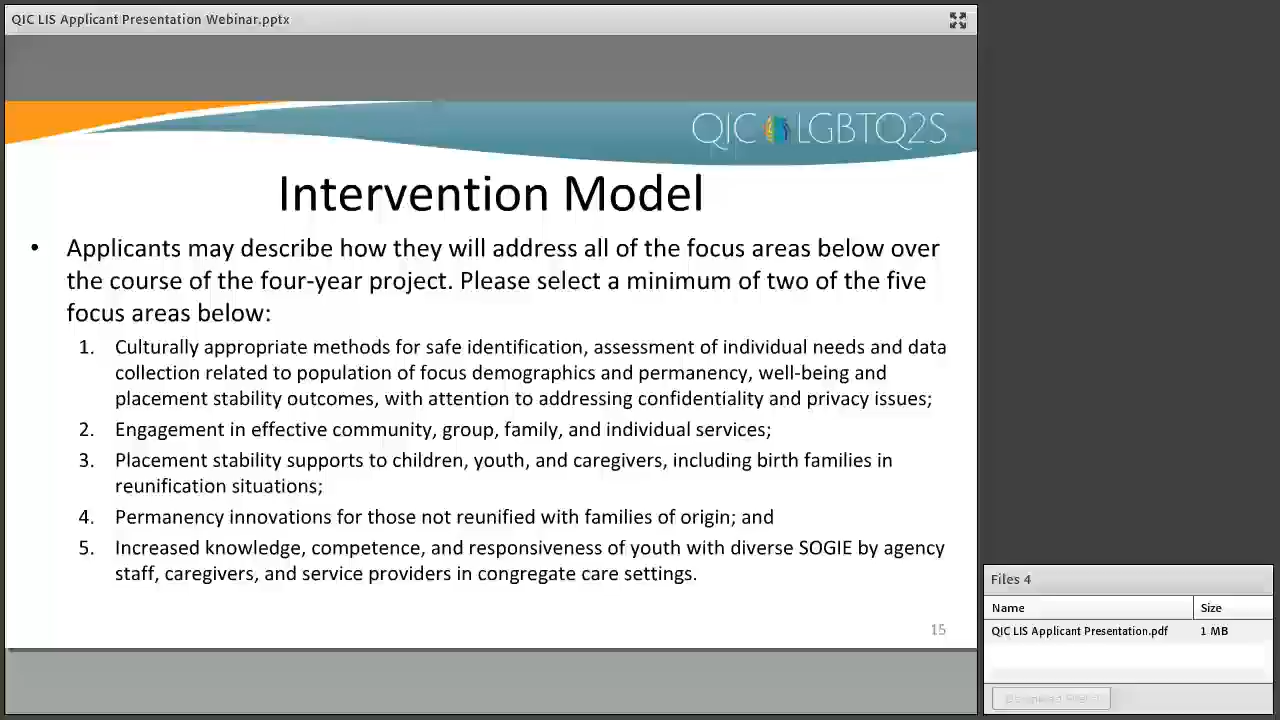 QIC LIS Applicant Presentation Webinar.pptx
QIC LGBTQ2S
Intervention Model
• Applicants may describe how they will address all of the focus areas below over
the course of the four-year project. Please select a minimum of two of the five
focus areas below:
1. Culturally appropriate methods for safe identification, assessment of individual needs and data
collection related to population of focus demographics and permanency, well-being and
placement stability outcomes, with attention to addressing confidentiality and privacy issues;
2. Engagement in effective community, group, family, and individual services;
3. Placement stability supports to children, youth, and caregivers, including birth families in
reunification situations;
4. Permanency innovations for those not reunified with families of origin; and
5. Increased knowledge, competence, and responsiveness of youth with diverse SOGIE by agency
staff, caregivers, and service providers in congregate care settings.
15
Files 4
Name Size
QIC LIS Applicant Presentation.pdf 1 MB